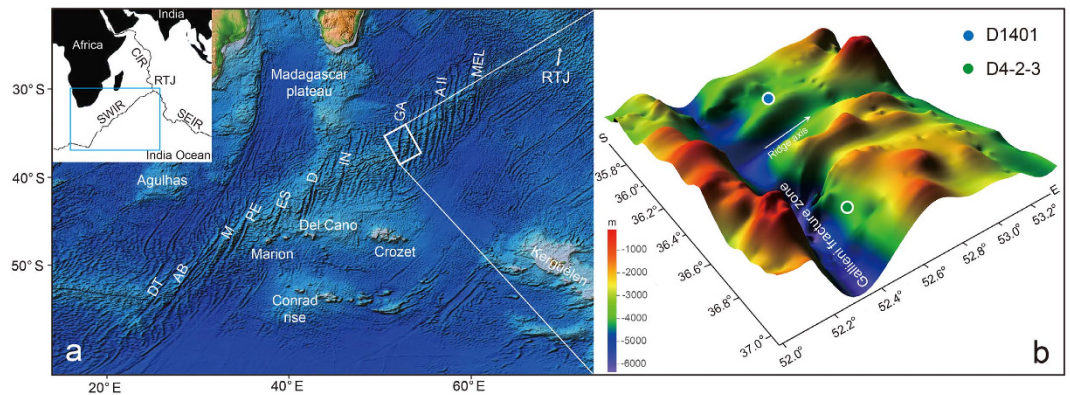 India
India
Africa
CIR
RTJ
SWIR
SEIR
India Ocean
30° S
40° S
50° S
20° E
40° E
60° E
Madagascar
plateau
Agulhas
DT
AB
M
PE
ES
D
IN
GA
A II
MEL
RTJ
Del Cano
Marion
Crozet
Conrad
rise
Kerguelen
a
D1401
D4-2-3
Ridge axis
Gallieni fracture zone
S
35.8°
36.0°
36.2°
36.4°
36.6°
36.8°
37.0°
E
53.2°
53.0°
52.8°
52.6°
52.4°
52.2°
52.0°
m
-1000
-2000
-3000
-4000
-5000
-6000
b